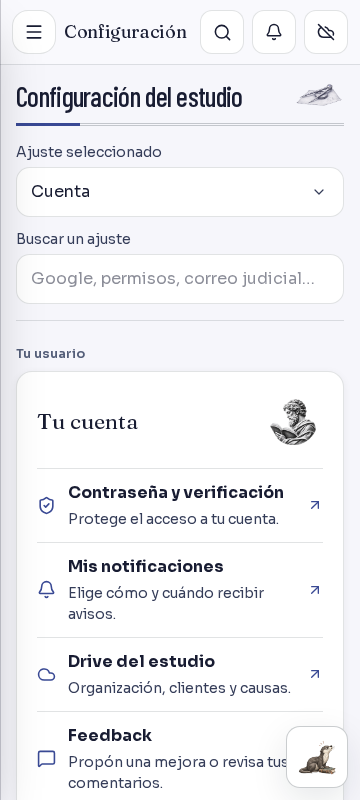 Configuración
Configuración del estudio
Ajuste seleccionado
Cuenta
Buscar un ajuste
Google, permisos, correo judicial...
Tu usuario
Tu cuenta
Contraseña y verificación
Protege el acceso a tu cuenta.
Mis notificaciones
Elige cómo y cuándo recibir
avisos.
Drive del estudio
Organización, clientes y causas.
Feedback
Propón una mejora o revisa tus
comentarios.